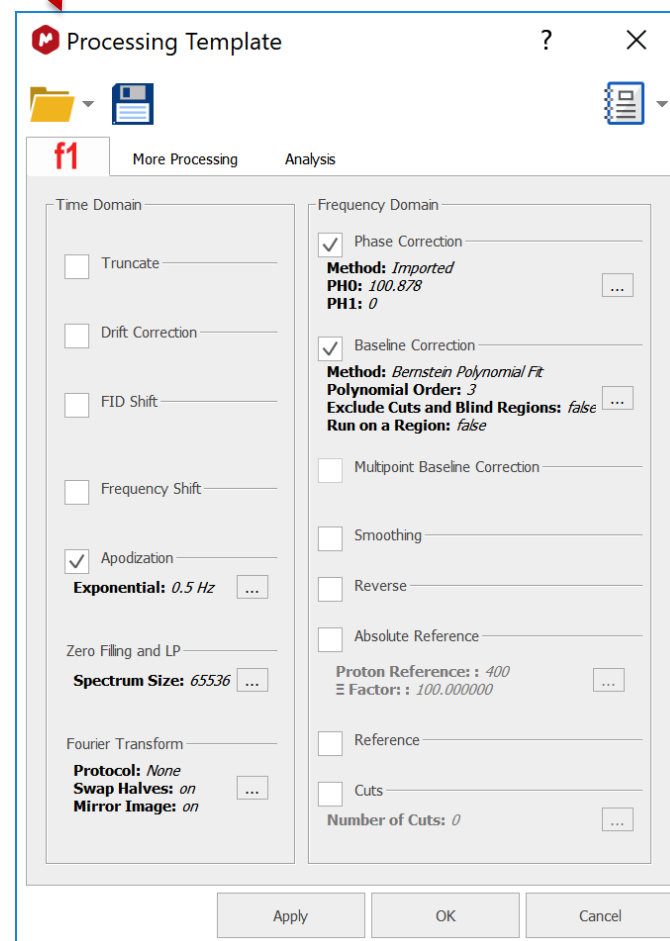 Processing Template
?
f1
More Processing
Analysis
Time Domain
Truncate
Drift Correction
FID Shift
Frequency Shift
Apodization
Exponential: 0.5 Hz
...
Zero Filling and LP
Spectrum Size: 65536
...
Fourier Transform
Protocol: None
Swap Halves: on
...
Mirror Image: on
Frequency Domain
Phase Correction
Method: Imported
PH0: 100.878
...
PH1: 0
Baseline Correction
Method: Bernstein Polynomial Fit
Polynomial Order: 3
...
Exclude Cuts and Blind Regions: false
Run on a Region: false
Multipoint Baseline Correction
Smoothing
Reverse
Absolute Reference
Proton Reference: : 400
...
Ξ Factor: : 100.000000
Reference
Cuts
Number of Cuts: 0
...
Apply
OK
Cancel